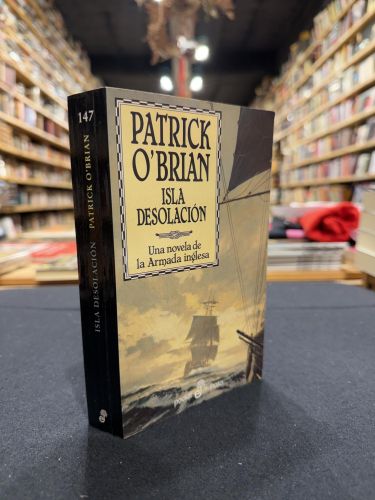 147
PATRICK O'BRIAN
ISLA DESOLACIÓN
PATRICK
O'BRIAN
ISLA
DESOLACIÓN
Una novela de
la Armada inglesa